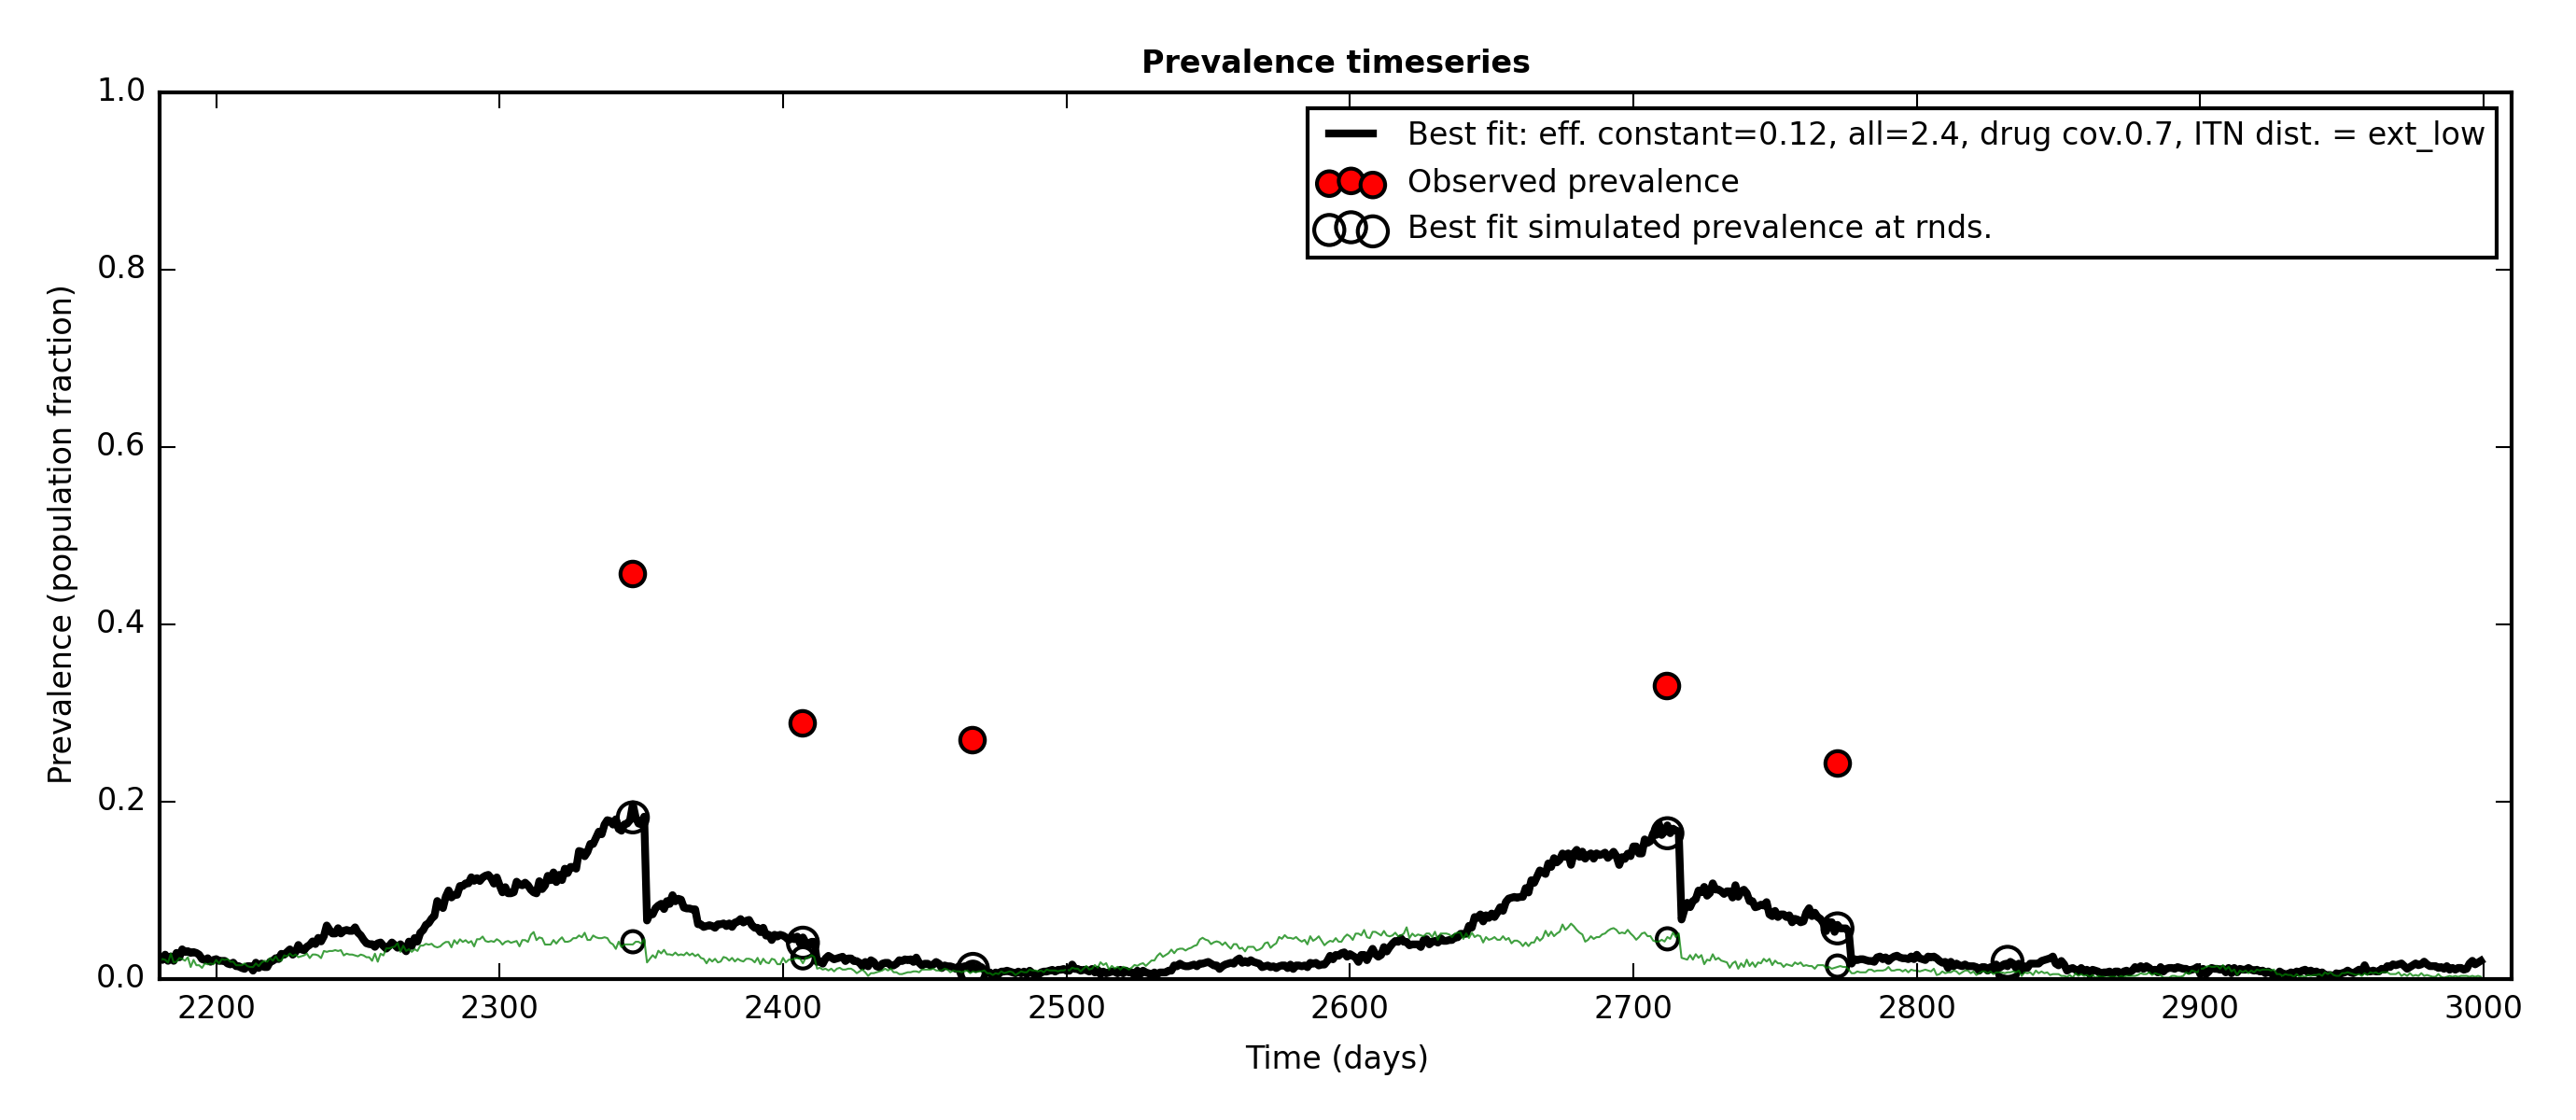 Prevalence timeseries
1.0
0.8
0.6
0.4
0.2
0.0
Prevalence (population fraction)
Best fit: eff. constant=0.12, all=2.4, drug cov.0.7, ITN dist. = ext_low
Observed prevalence
Best fit simulated prevalence at rnds.
2200 2300 2400 2500 2600 2700 2800 2900 3000
Time (days)